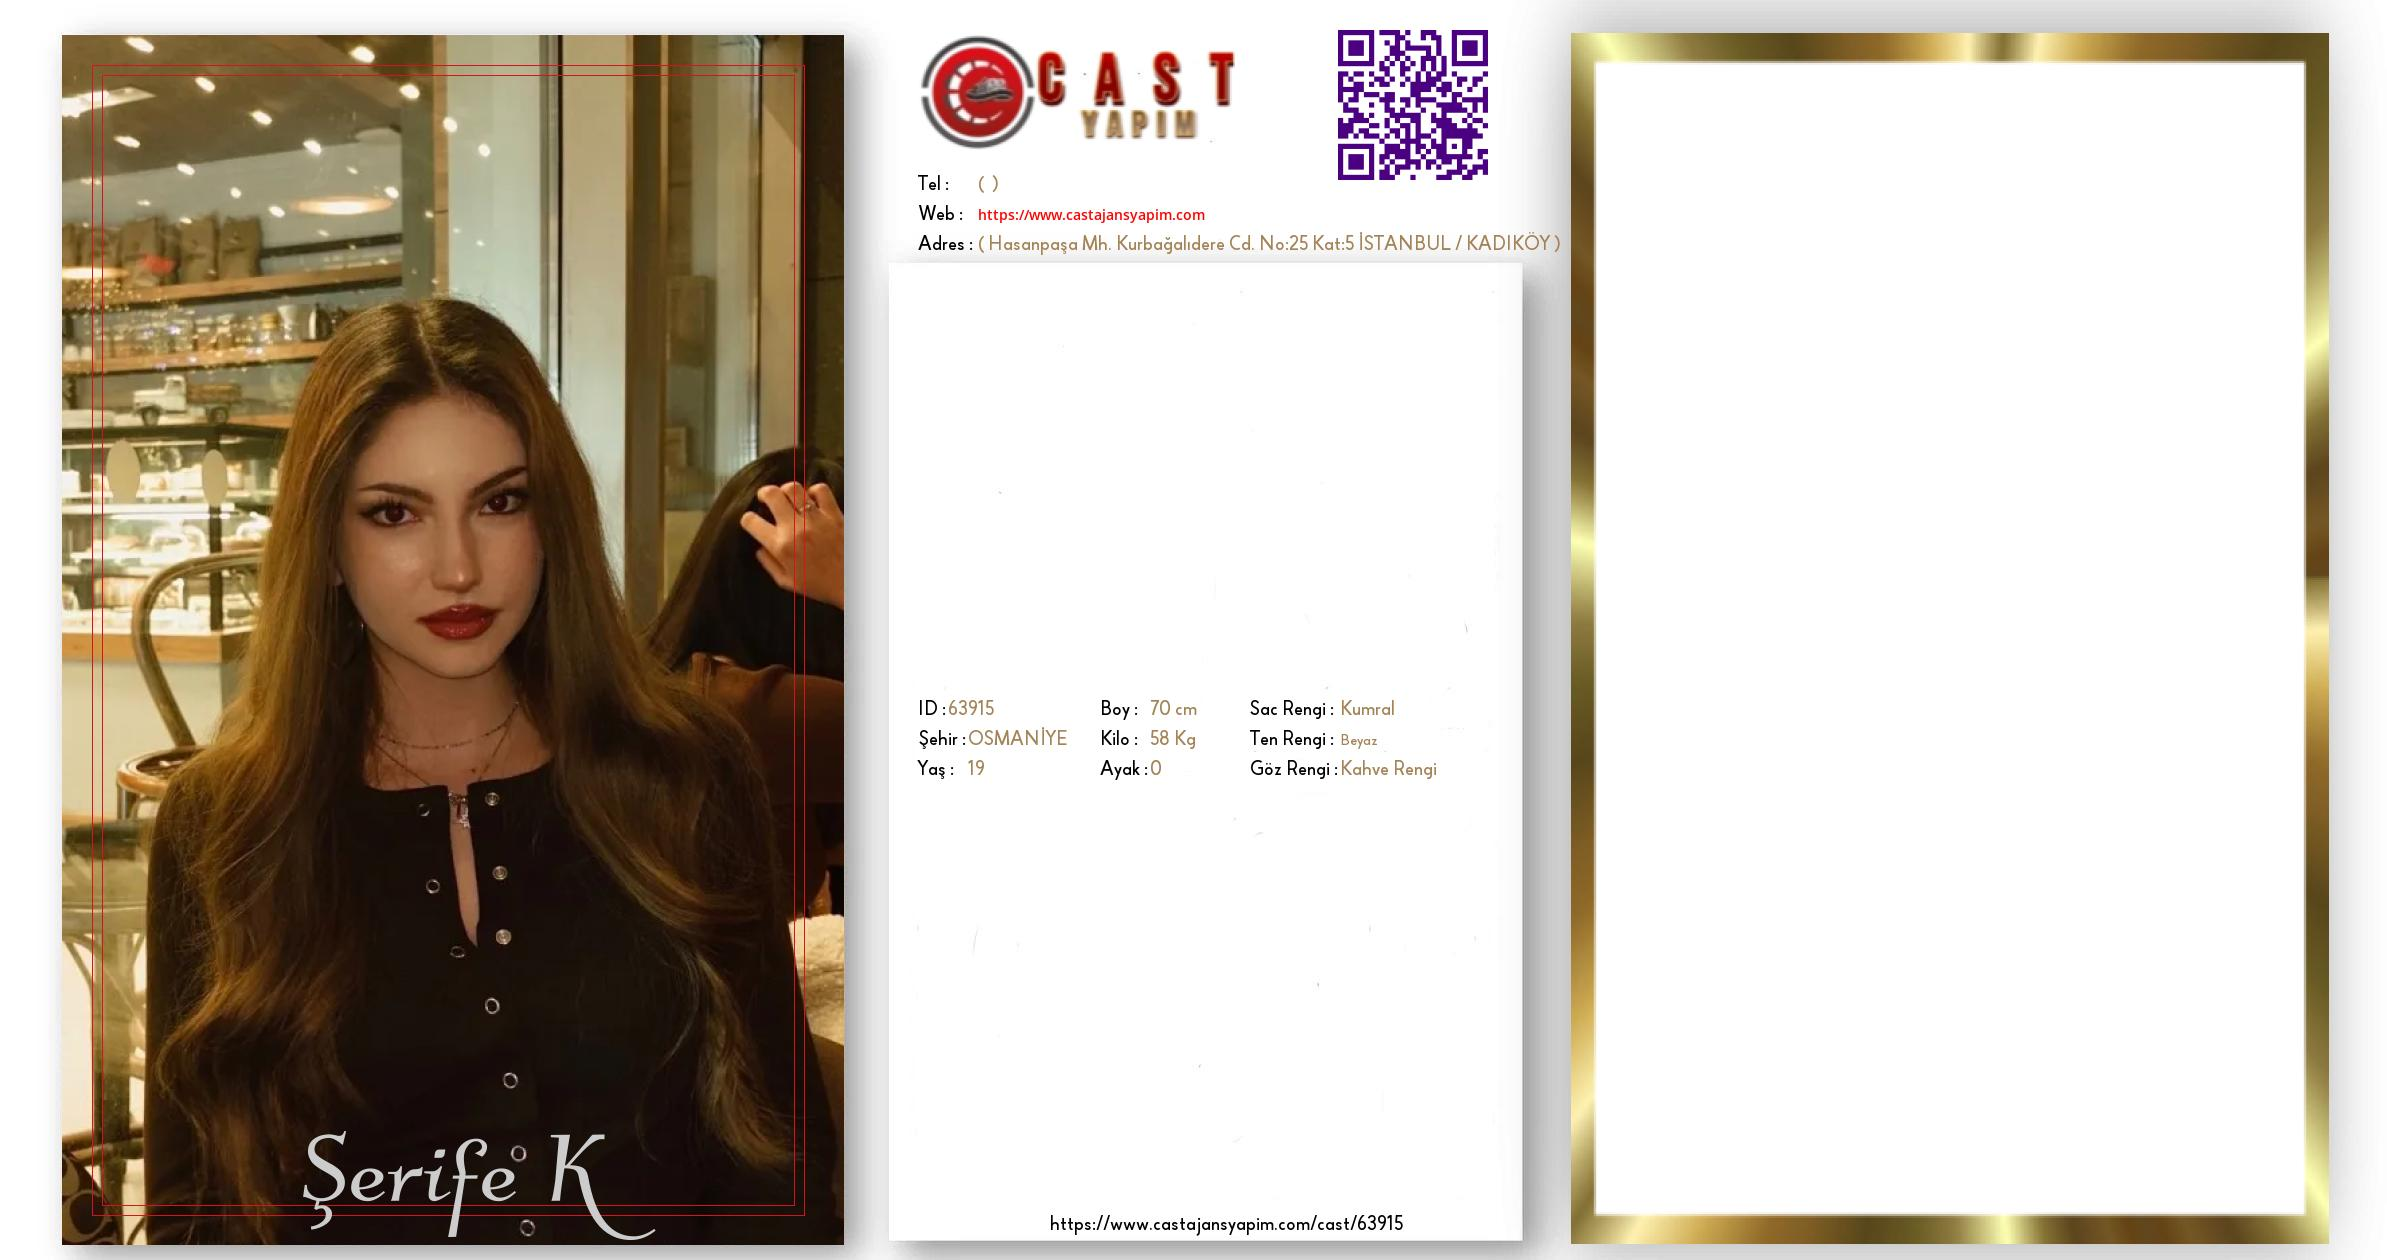 Şerife K
CAST
YAPIM
Tel : ( )
Web : https://www.castajansyapim.com
Adres : ( Hasanpaşa Mh. Kurbağalıdere Cd. No:25 Kat:5 İSTANBUL / KADIKÖY )
ID : 63915 Boy : 70 cm Sac Rengi : Kumral
Şehir : OSMANİYE Kilo : 58 Kg Ten Rengi : Beyaz
Yaş : 19 Ayak : 0 Göz Rengi : Kahve Rengi
https://www.castajansyapim.com/cast/63915